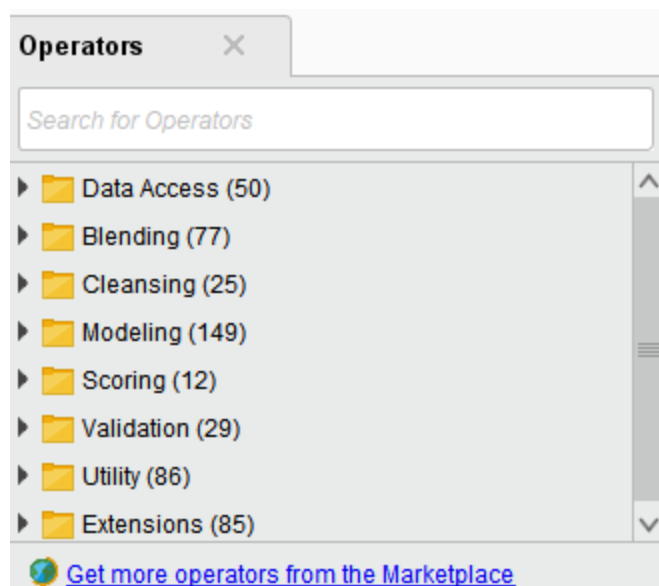 Operators
Search for Operators
Data Access (50)
Blending (77)
Cleansing (25)
Modeling (149)
Scoring (12)
Validation (29)
Utility (86)
Extensions (85)
Get more operators from the Marketplace